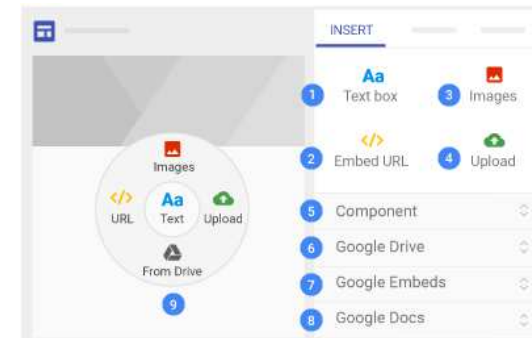 INSERT
1 Aa Text box
3 Images
2 </> Embed URL
4 Upload
5 Component
6 Google Drive
7 Google Embeds
8 Google Docs
Images
</> URL
Aa Text
Upload
From Drive
9